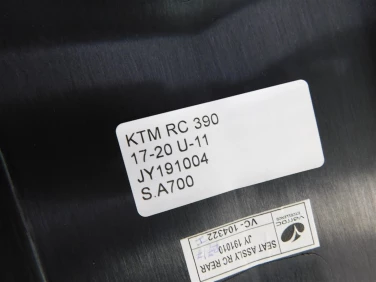 KTM RC 390
17-20 U-11
JY191004
S.A700
VC- 104322
JY 191010
SEAT ASSLY RC REAR